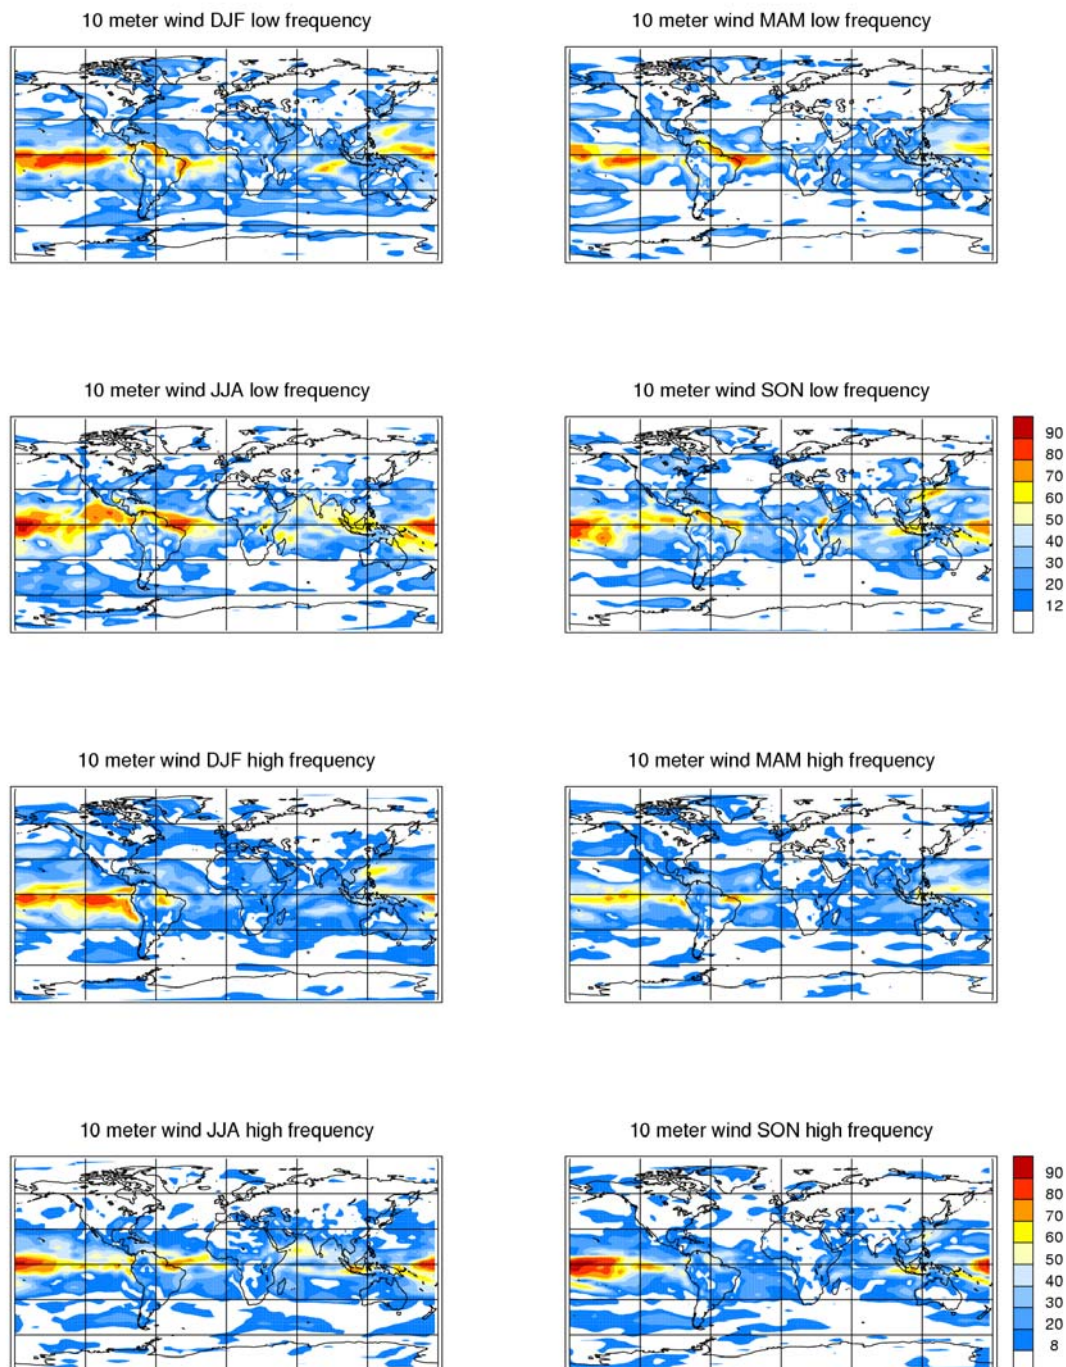 10 meter wind DJF low frequency
10 meter wind MAM low frequency
10 meter wind JJA low frequency
10 meter wind SON low frequency
90
80
70
60
50
40
30
20
12
10 meter wind DJF high frequency
10 meter wind MAM high frequency
10 meter wind JJA high frequency
10 meter wind SON high frequency
90
80
70
60
50
40
30
20
8